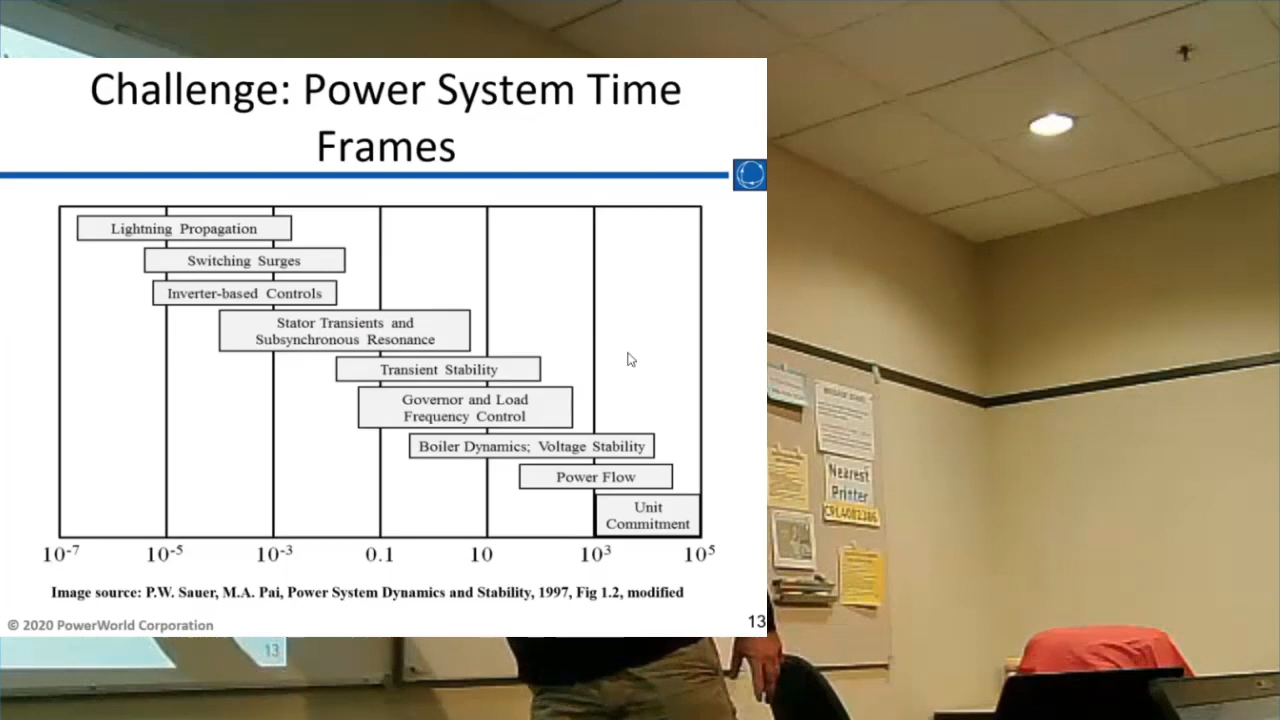 Challenge: Power System Time
Frames
Lightning Propagation
Switching Surges
Inverter-based Controls
Stator Transients and
Subsynchronous Resonance
Transient Stability
Governor and Load
Frequency Control
Boiler Dynamics; Voltage Stability
Power Flow
Unit
Commitment
10⁻⁷ 10⁻⁵ 10⁻³ 0.1 10 10³ 10⁵
Image source: P.W. Sauer, M.A. Pai, Power System Dynamics and Stability, 1997, Fig 1.2, modified
© 2020 PowerWorld Corporation
13
13
Nearest
Printer